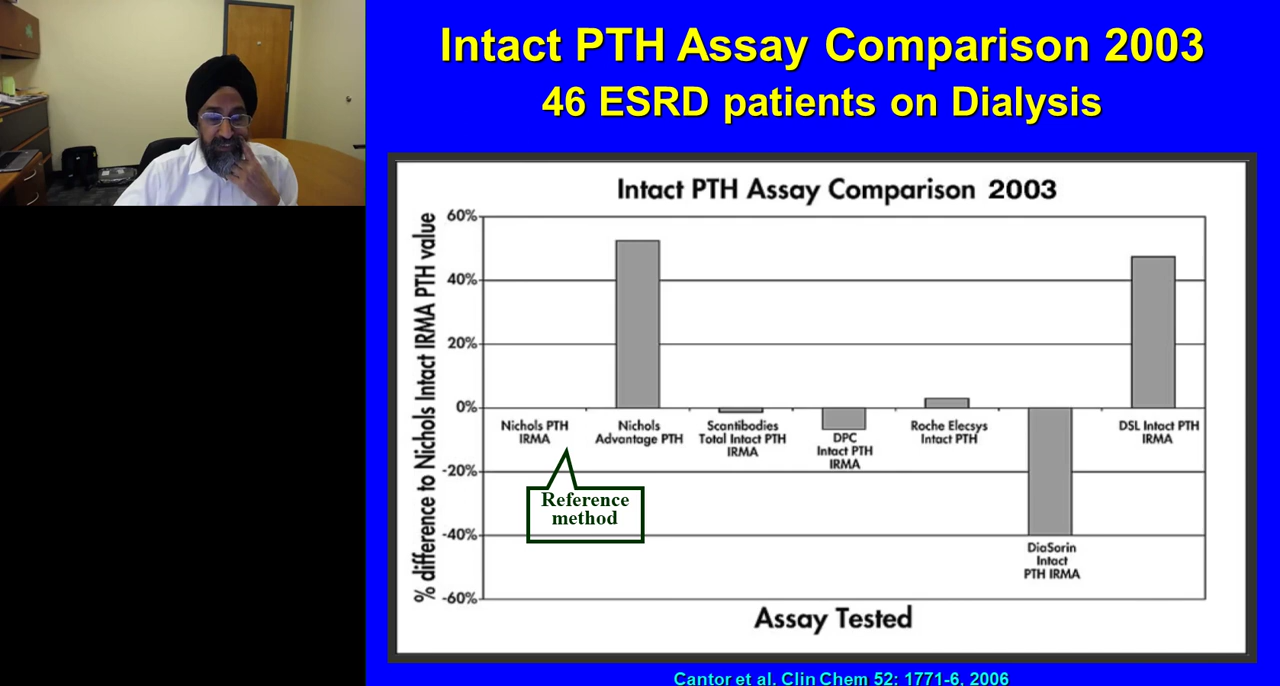 Intact PTH Assay Comparison 2003
46 ESRD patients on Dialysis
Intact PTH Assay Comparison 2003
% difference to Nichols Intact IRMA PTH value
60%
40%
20%
0%
-20%
-40%
-60%
Nichols PTH
IRMA
Nichols
Advantage PTH
Scantibodies
Total Intact PTH
IRMA
DPC
Intact PTH
IRMA
Roche Elecsys
Intact PTH
DiaSorin
Intact
PTH IRMA
DSL Intact PTH
IRMA
Reference
method
Assay Tested
Cantor et al. Clin Chem 52: 1771-6, 2006